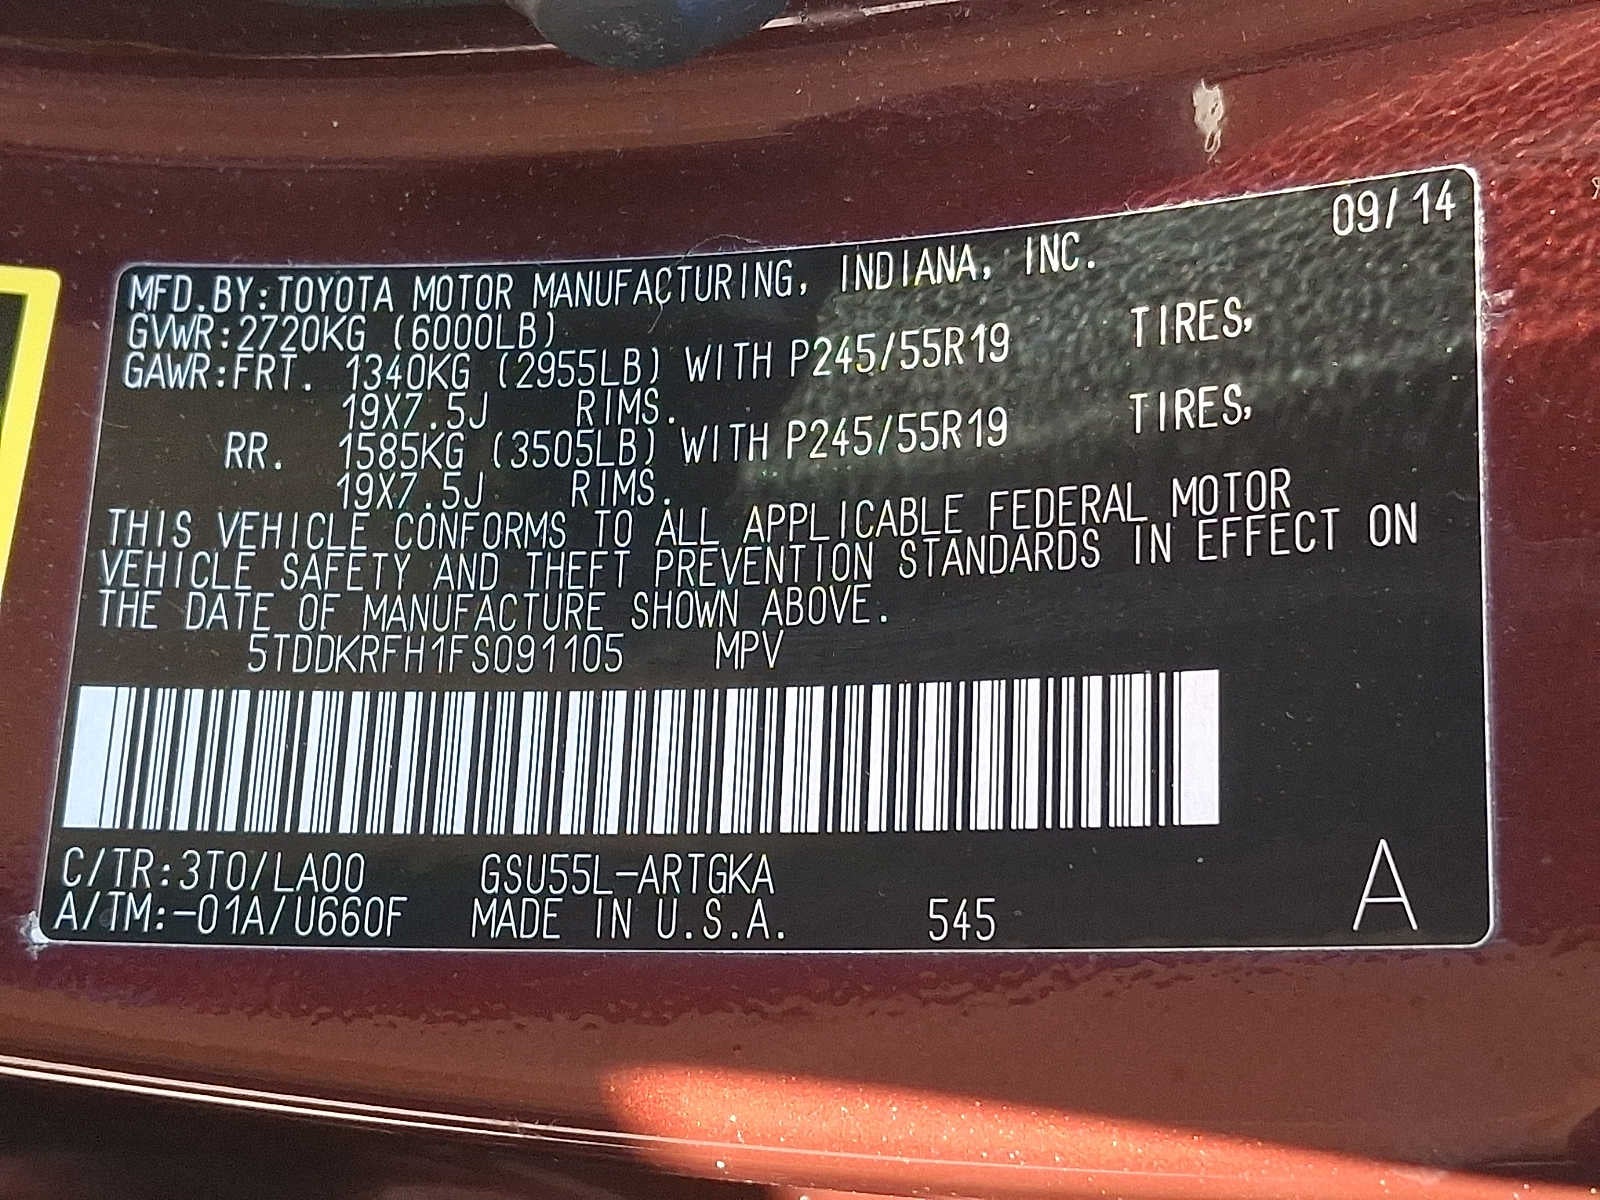 09/14
MFD.BY:TOYOTA MOTOR MANUFACTURING, INDIANA, INC.
GVWR:2720KG (6000LB)
GAWR:FRT. 1340KG (2955LB) WITH P245/55R19 TIRES,
19X7.5J RIMS.
RR. 1585KG (3505LB) WITH P245/55R19 TIRES,
19X7.5J RIMS.
THIS VEHICLE CONFORMS TO ALL APPLICABLE FEDERAL MOTOR
VEHICLE SAFETY AND THEFT PREVENTION STANDARDS IN EFFECT ON
THE DATE OF MANUFACTURE SHOWN ABOVE.
5TDDKRFH1FS091105 MPV
C/TR:3T0/LA00 GSU55L-ARTGKA
A/TM:-01A/U660F MADE IN U.S.A. 545 A